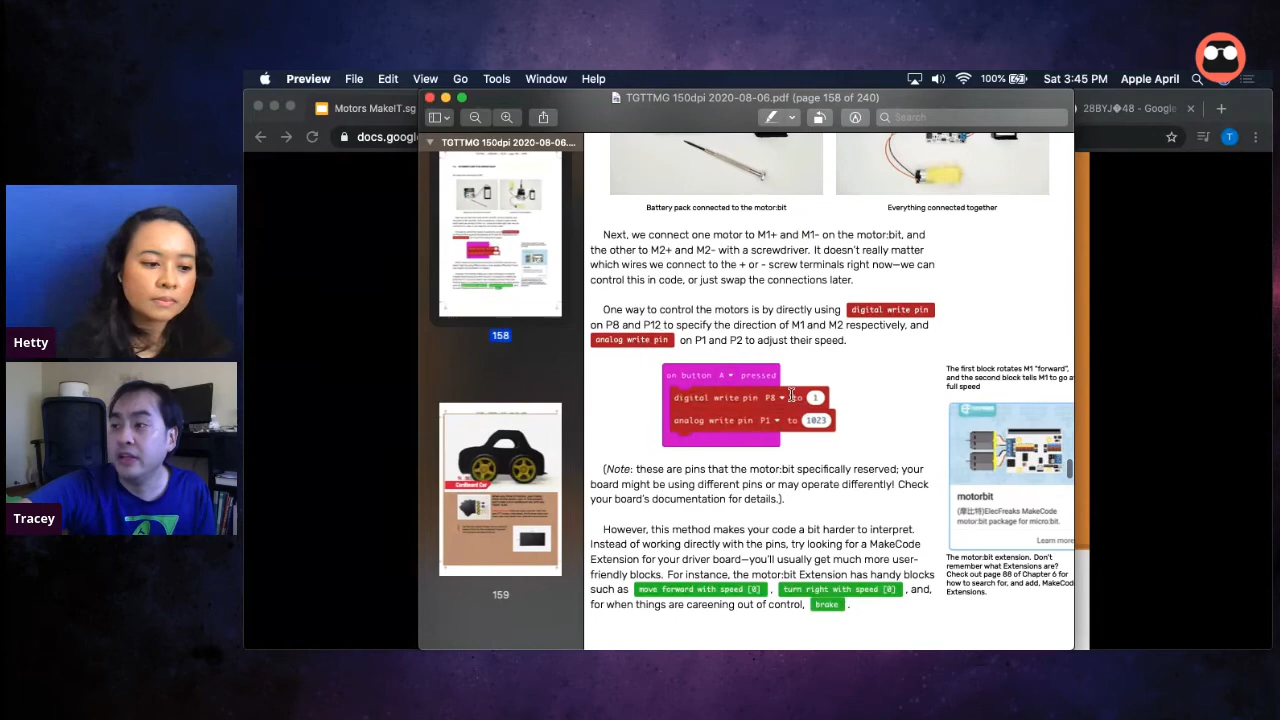 Preview File Edit View Go Tools Window Help 100% Sat 3:45 PM Apple April
TGTTMG 150dpi 2020-08-06.pdf (page 158 of 240)
Motors MakeIT.sg
28BYJ�48 - Google
docs.googl
Search
T
TGTTMG 150dpi 2020-08-06....
158
Cardboard Car
159
Battery pack connected to the motor:bit
Everything connected together
Next, we connect one motor to M1+ and M1- on the motor:bit, and
the other to M2+ and M2- with a screwdriver. It doesn't really matter
which wires we connect to the + or - screw terminals right now—we can
control this in code, or just swap the connections later.
One way to control the motors is by directly using digital write pin
on P8 and P12 to specify the direction of M1 and M2 respectively, and
analog write pin on P1 and P2 to adjust their speed.
on button A pressed
digital write pin P8 to 1
analog write pin P1 to 1023
The first block rotates M1 "forward",
and the second block tells M1 to go a
full speed
(Note: these are pins that the motor:bit specifically reserved; your
board might be using different pins or may operate differently! Check
your board's documentation for details.).
motorbit
(摩比特)ElecFreaks MakeCode
motor:bit package for micro:bit.
Learn more
However, this method makes your code a bit harder to interpret.
Instead of working directly with the pins, try looking for a MakeCode
Extension for your driver board—you'll usually get much more user-
friendly blocks. For instance, the motor:bit Extension has handy blocks
such as move forward with speed [0] , turn right with speed [0] , and,
for when things are careening out of control, brake .
The motor:bit extension. Don't
remember what Extensions are?
Check out page 88 of Chapter 6 for
how to search for, and add, MakeCod
Extensions.
Hetty
Tracey